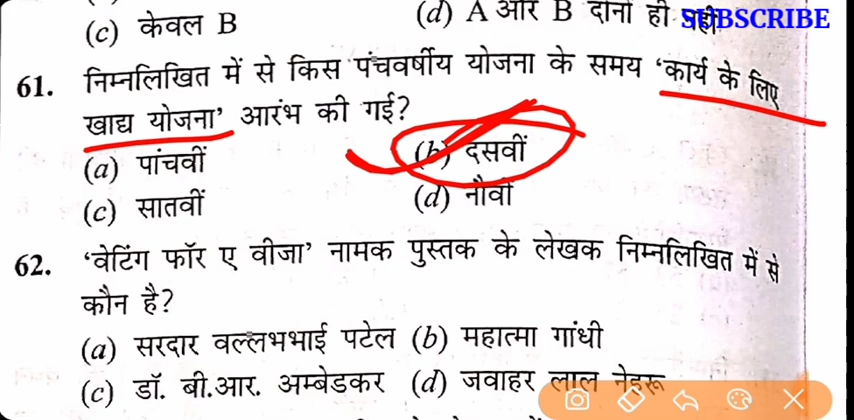 (c) केवल B (d) A और B दोनों ही नहीं
SUBSCRIBE
61. निम्नलिखित में से किस पंचवर्षीय योजना के समय ‘कार्य के लिए
खाद्य योजना’ आरंभ की गई?
(a) पांचवीं (b) दसवीं
(c) सातवीं (d) नौवीं
62. ‘वेटिंग फॉर ए वीजा’ नामक पुस्तक के लेखक निम्नलिखित में से
कौन है?
(a) सरदार वल्लभभाई पटेल (b) महात्मा गांधी
(c) डॉ. बी.आर. अम्बेडकर (d) जवाहर लाल नेहरू